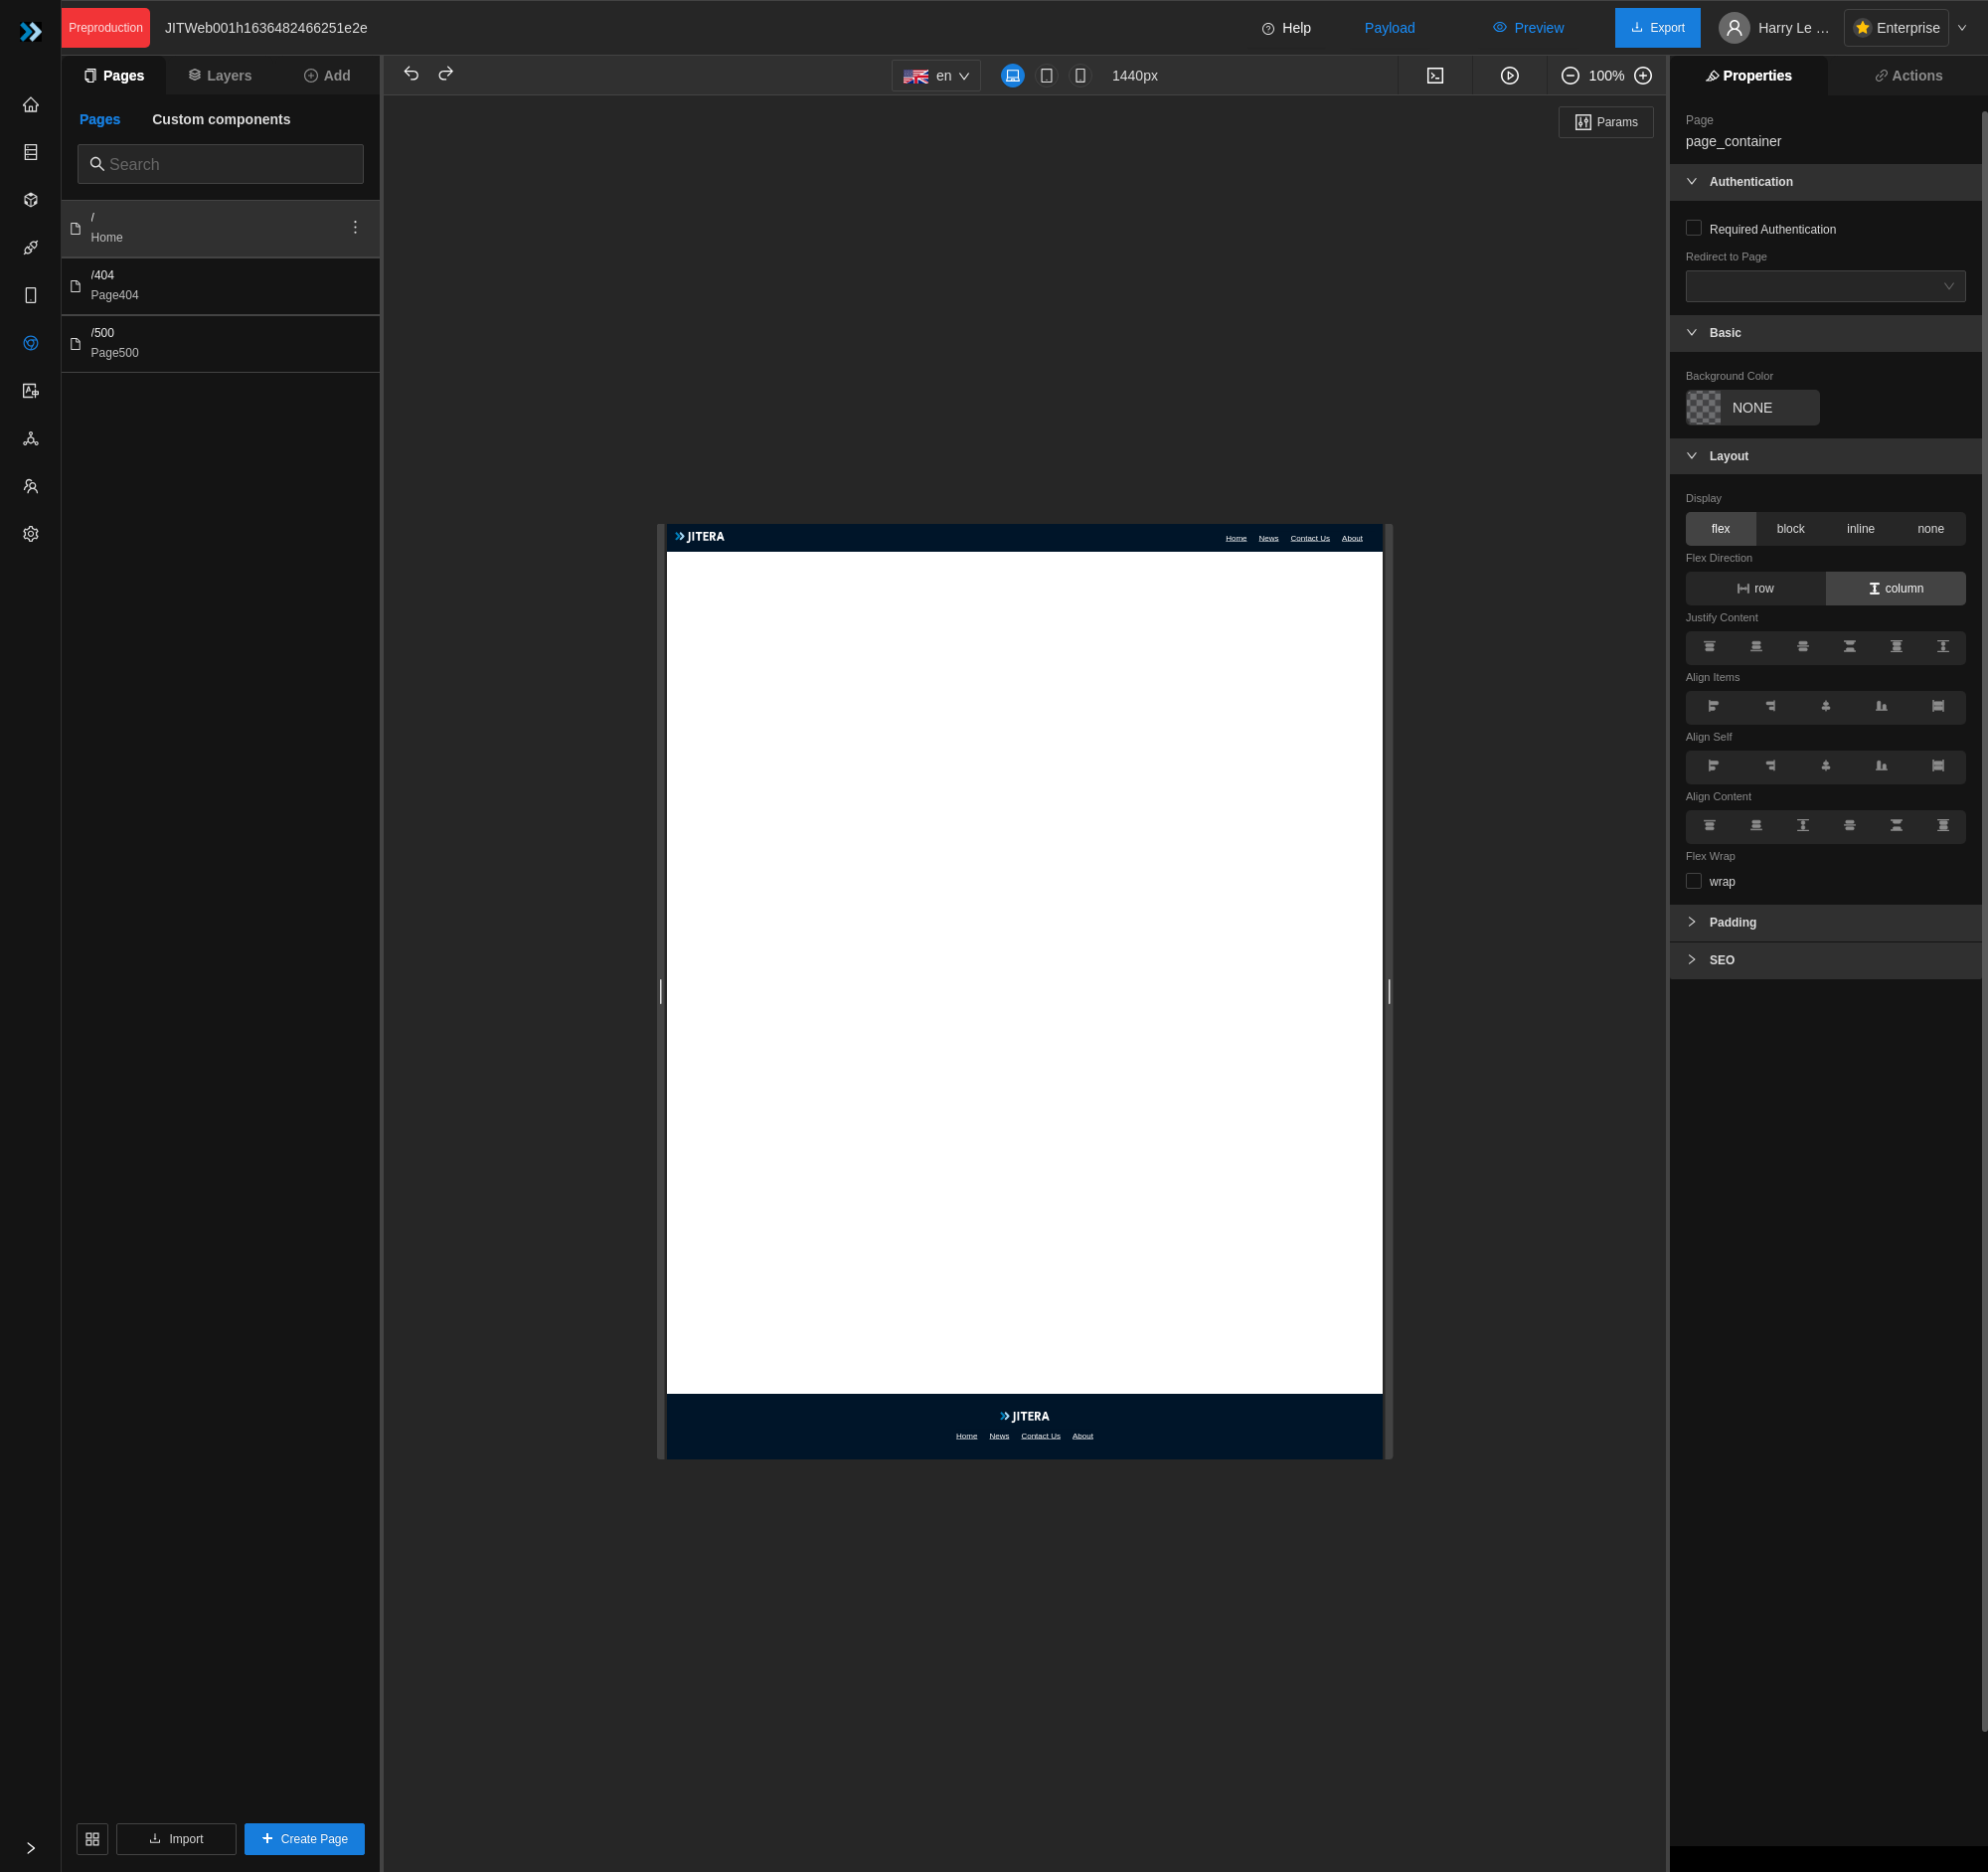 Preproduction
JITWeb001h1636482466251e2e
Help
Payload
Preview
Export
Harry Le ...
Enterprise
Pages
Layers
Add
en
1440px
100%
Properties
Actions
Pages
Custom components
Search
/
Home
/404
Page404
/500
Page500
Import
Create Page
Params
JITERA
Home
News
Contact Us
About
JITERA
Home
News
Contact Us
About
Page
page_container
Authentication
Required Authentication
Redirect to Page
Basic
Background Color
NONE
Layout
Display
flex
block
inline
none
Flex Direction
row
column
Justify Content
Align Items
Align Self
Align Content
Flex Wrap
wrap
Padding
SEO